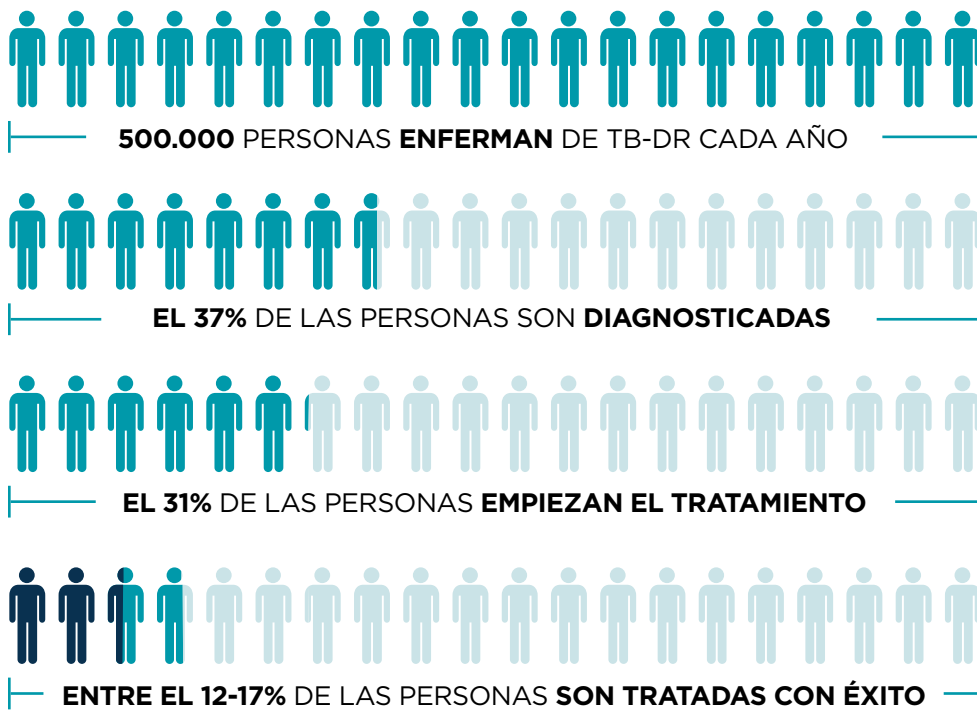 500.000 PERSONAS ENFERMAN DE TB-DR CADA AÑO
EL 37% DE LAS PERSONAS SON DIAGNOSTICADAS
EL 31% DE LAS PERSONAS EMPIEZAN EL TRATAMIENTO
ENTRE EL 12-17% DE LAS PERSONAS SON TRATADAS CON ÉXITO